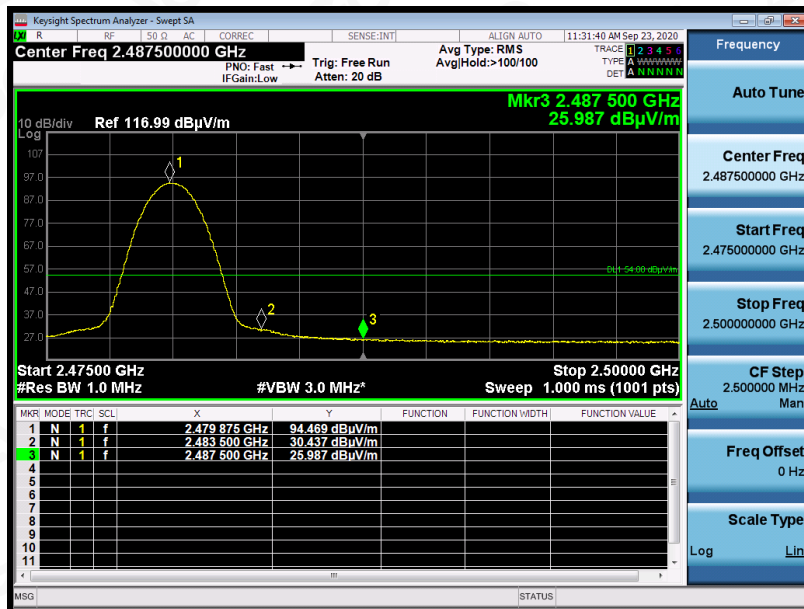 Keysight Spectrum Analyzer - Swept SA
LXI R RF 50 Ω AC CORREC SENSE:INT ALIGN AUTO 11:31:40 AM Sep 23, 2020
Center Freq 2.487500000 GHz
PNO: Fast
IFGain:Low
Trig: Free Run
Atten: 20 dB
Avg Type: RMS
Avg|Hold:>100/100
TRACE 1 2 3 4 5 6
TYPE A WWWWW
DET A N N N N N
Mkr3 2.487 500 GHz
25.987 dBµV/m
10 dB/div Ref 116.99 dBµV/m
Log
107
97.0
87.0
77.0
67.0
57.0
47.0
37.0
27.0
1
2
3
DL1 54.00 dBµV/m
Start 2.47500 GHz Stop 2.50000 GHz
#Res BW 1.0 MHz #VBW 3.0 MHz* Sweep 1.000 ms (1001 pts)
MKR MODE TRC SCL X Y FUNCTION FUNCTION WIDTH FUNCTION VALUE
1 N 1 f 2.479 875 GHz 94.469 dBµV/m
2 N 1 f 2.483 500 GHz 30.437 dBµV/m
3 N 1 f 2.487 500 GHz 25.987 dBµV/m
4
5
6
7
8
9
10
11
MSG STATUS
Frequency
Auto Tune
Center Freq
2.487500000 GHz
Start Freq
2.475000000 GHz
Stop Freq
2.500000000 GHz
CF Step
2.500000 MHz
Auto Man
Freq Offset
0 Hz
Scale Type
Log Lin